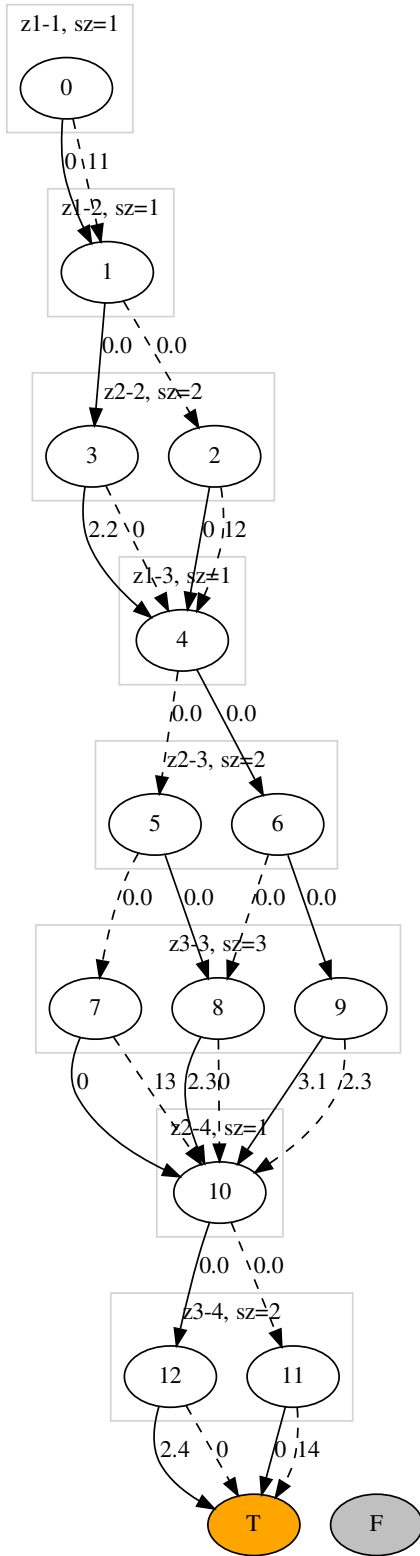 z1-1, sz=1
0
0 11
z1-2, sz=1
1
0.0 0.0
z2-2, sz=2
3 2
2.2 0 0 12
z1-3, sz=1
4
0.0 0.0
z2-3, sz=2
5 6
0.0 0.0 0.0 0.0
z3-3, sz=3
7 8 9
0 13 2.3 0 3.1 2.3
z2-4, sz=1
10
0.0 0.0
z3-4, sz=2
12 11
2.4 0 0 14
T F